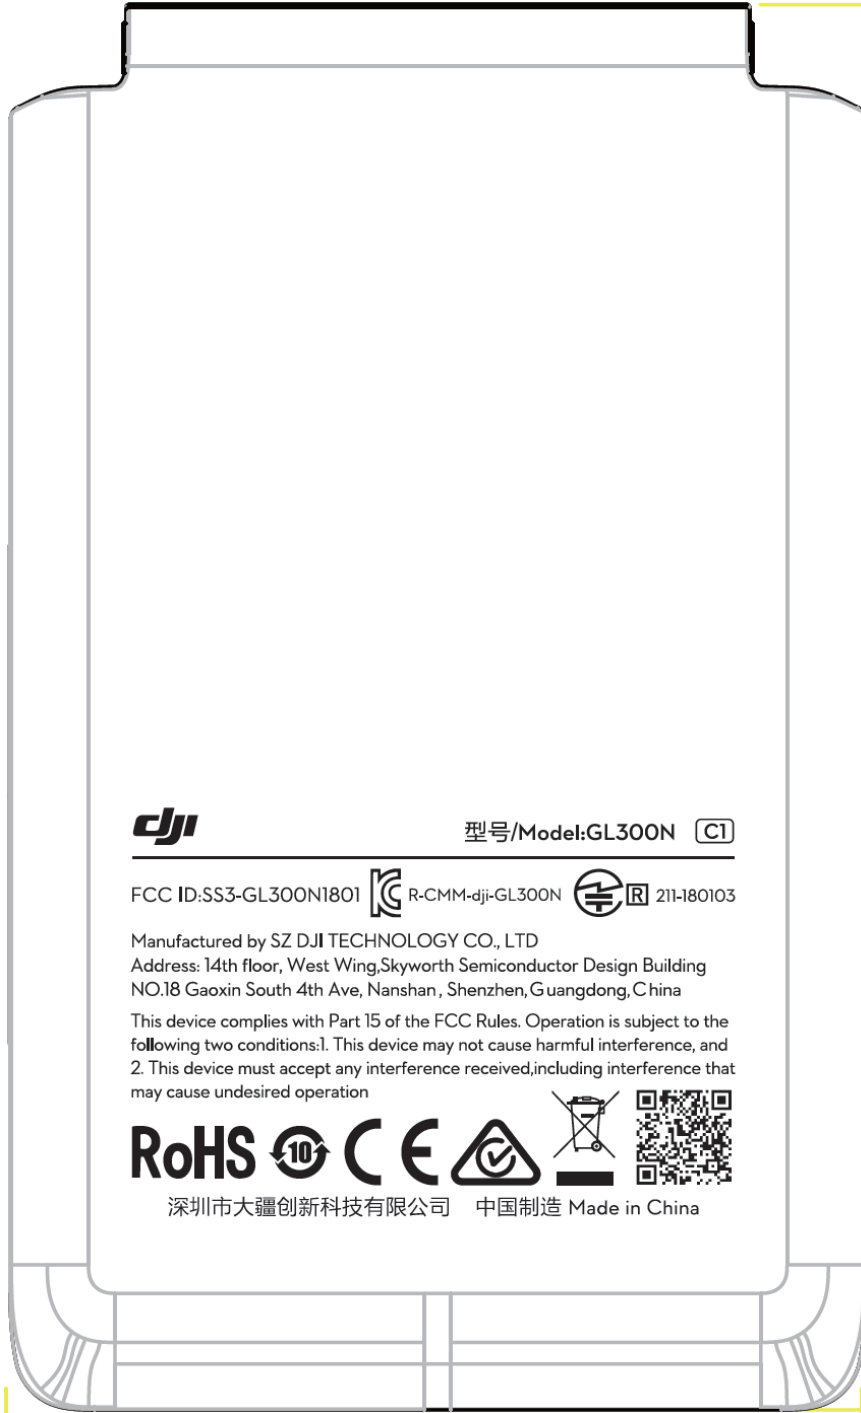 dji 型号/Model:GL300N C1
FCC ID:SS3-GL300N1801 R-CMM-dji-GL300N R 211-180103
Manufactured by SZ DJI TECHNOLOGY CO., LTD
Address: 14th floor, West Wing,Skyworth Semiconductor Design Building
NO.18 Gaoxin South 4th Ave, Nanshan, Shenzhen,Guangdong,China
This device complies with Part 15 of the FCC Rules. Operation is subject to the
following two conditions:1. This device may not cause harmful interference, and
2. This device must accept any interference received,including interference that
may cause undesired operation
RoHS 10 CE
深圳市大疆创新科技有限公司 中国制造 Made in China